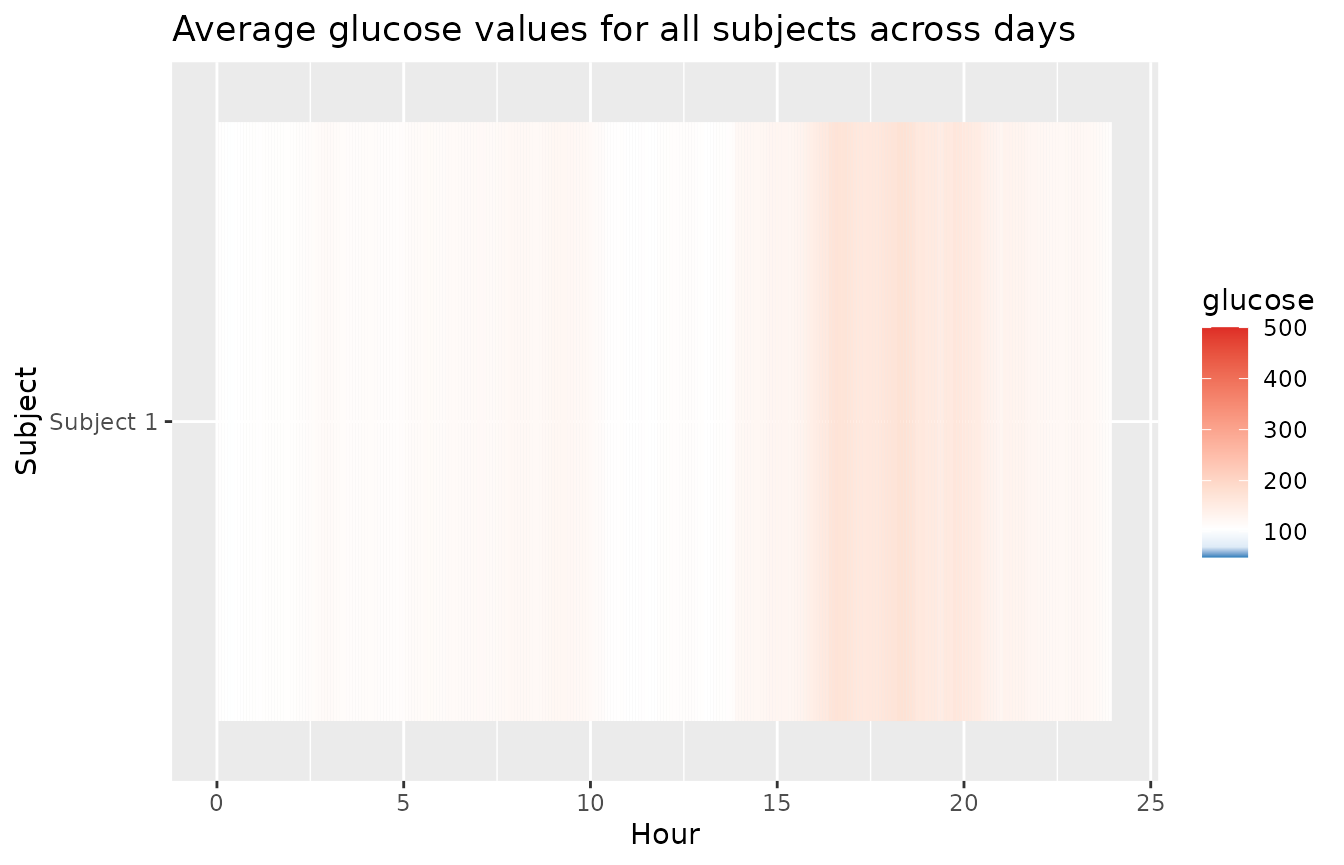 Average glucose values for all subjects across days
Subject
Subject 1
0 5 10 15 20 25
Hour
glucose
500
400
300
200
100